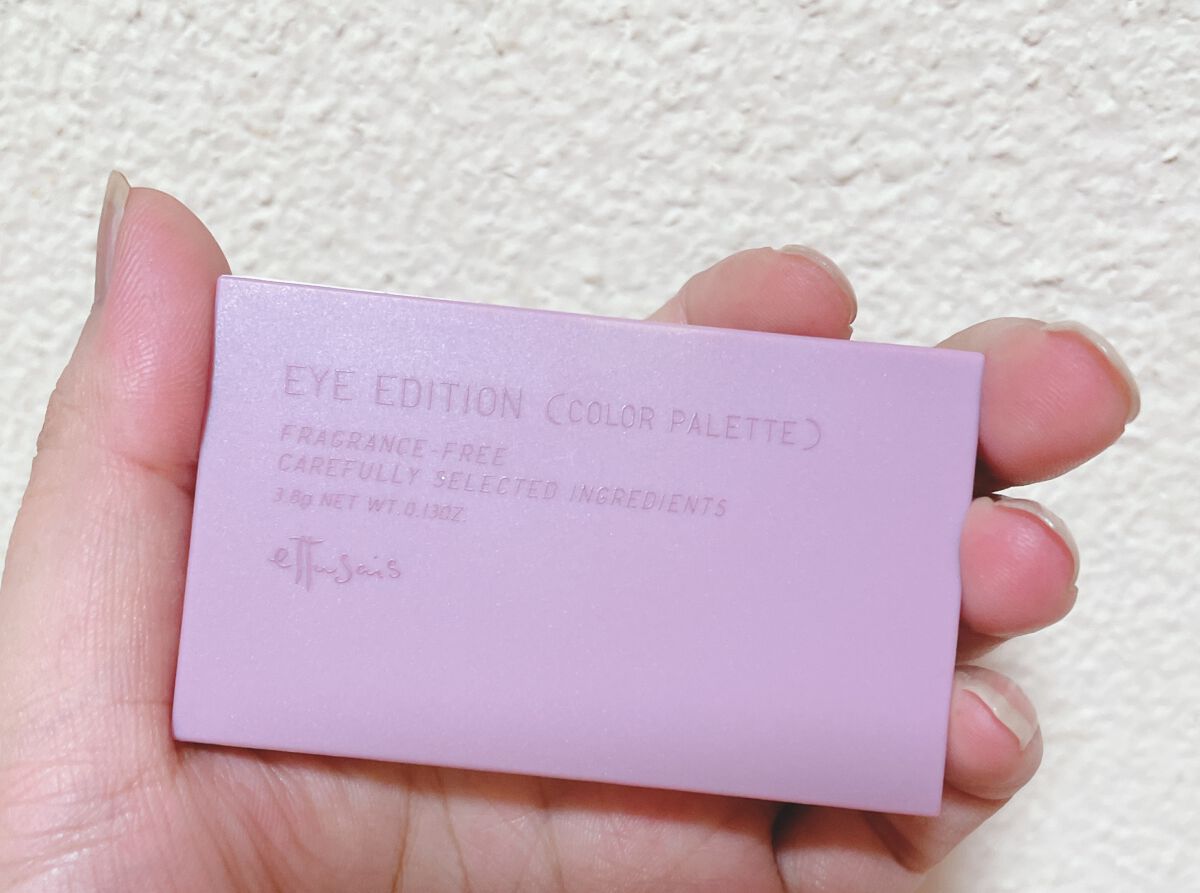 EYE EDITION (COLOR PALETTE)
FRAGRANCE-FREE
CAREFULLY SELECTED INGREDIENTS
3.8g NET WT.0.13OZ.
ettusais